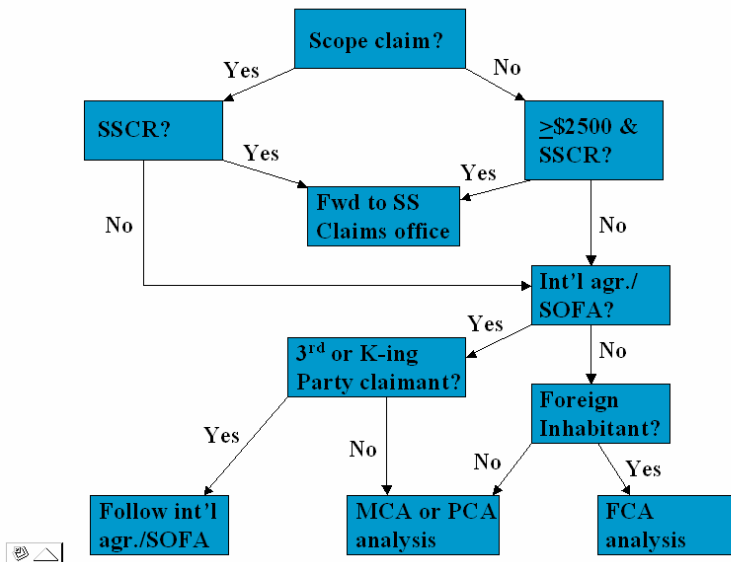 Scope claim?
Yes
No
SSCR?
≥$2500 &
SSCR?
Yes
Yes
Fwd to SS
Claims office
No
No
Int'l agr./
SOFA?
Yes
No
3rd or K-ing
Party claimant?
Foreign
Inhabitant?
Yes
No
No
Yes
Follow int'l
agr./SOFA
MCA or PCA
analysis
FCA
analysis